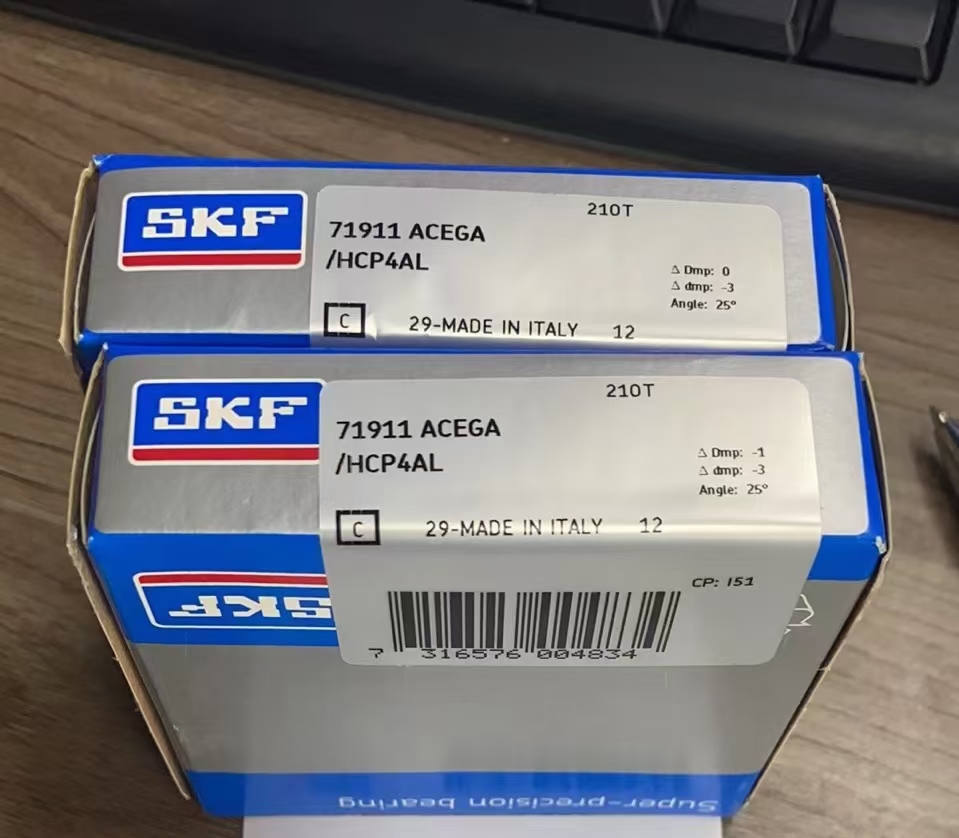 SKF
210T
71911 ACEGA
/HCP4AL
Δ Dmp: 0
Δ dmp: -3
Angle: 25°
C
29-MADE IN ITALY 12
SKF
210T
71911 ACEGA
/HCP4AL
Δ Dmp: -1
Δ dmp: -3
Angle: 25°
C
29-MADE IN ITALY 12
SKF
CP: I51
7 316576 004834
Super-precision bearing